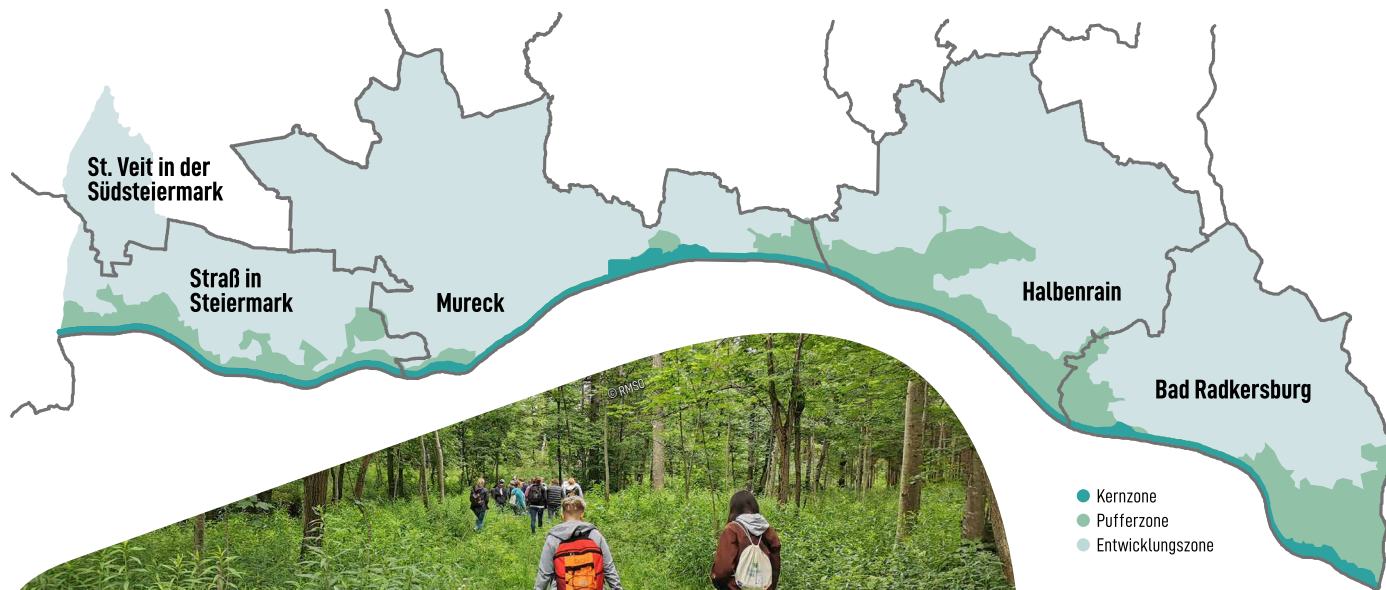 St. Veit in der
Südsteiermark
Straß in
Steiermark
Mureck
Halbenrain
Bad Radkersburg
© RMSO
Kernzone
Pufferzone
Entwicklungszone